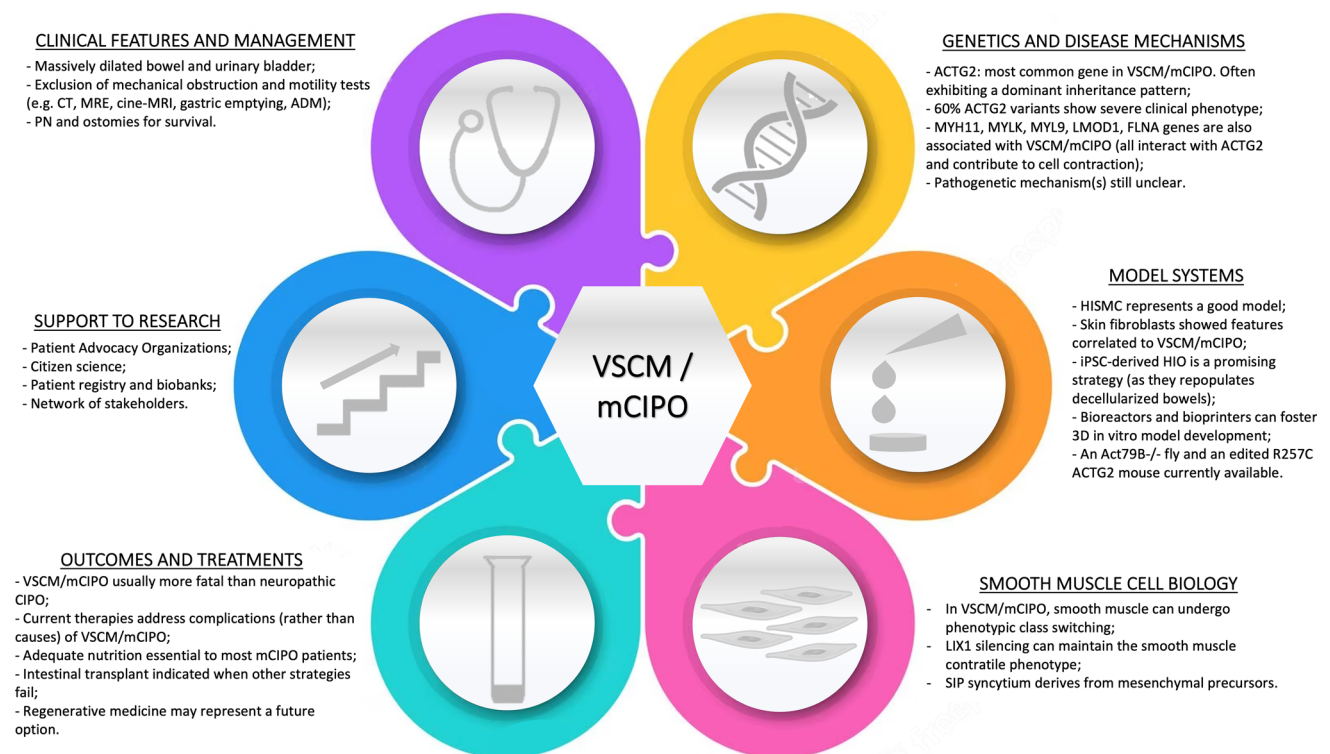 CLINICAL FEATURES AND MANAGEMENT
- Massively dilated bowel and urinary bladder;
- Exclusion of mechanical obstruction and motility tests
(e.g. CT, MRE, cine-MRI, gastric emptying, ADM);
- PN and ostomies for survival.
GENETICS AND DISEASE MECHANISMS
- ACTG2: most common gene in VSCM/mCIPO. Often
exhibiting a dominant inheritance pattern;
- 60% ACTG2 variants show severe clinical phenotype;
- MYH11, MYLK, MYL9, LMOD1, FLNA genes are also
associated with VSCM/mCIPO (all interact with ACTG2
and contribute to cell contraction);
- Pathogenetic mechanism(s) still unclear.
SUPPORT TO RESEARCH
- Patient Advocacy Organizations;
- Citizen science;
- Patient registry and biobanks;
- Network of stakeholders.
VSCM /
mCIPO
MODEL SYSTEMS
- HISMC represents a good model;
- Skin fibroblasts showed features
correlated to VSCM/mCIPO;
- iPSC-derived HIO is a promising
strategy (as they repopulates
decellularized bowels);
- Bioreactors and bioprinters can foster
3D in vitro model development;
- An Act79B-/- fly and an edited R257C
ACTG2 mouse currently available.
OUTCOMES AND TREATMENTS
- VSCM/mCIPO usually more fatal than neuropathic
CIPO;
- Current therapies address complications (rather than
causes) of VSCM/mCIPO;
- Adequate nutrition essential to most mCIPO patients;
- Intestinal transplant indicated when other strategies
fail;
- Regenerative medicine may represent a future
option.
SMOOTH MUSCLE CELL BIOLOGY
- In VSCM/mCIPO, smooth muscle can undergo
phenotypic class switching;
- LIX1 silencing can maintain the smooth muscle
contratile phenotype;
- SIP syncytium derives from mesenchymal precursors.